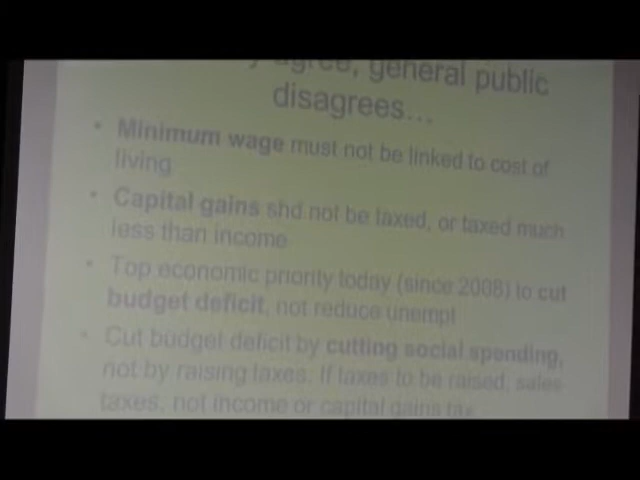 agree, general public
disagrees...
• Minimum wage must not be linked to cost of
living
• Capital gains shd not be taxed, or taxed much
less than income
• Top economic priority today (since 2008) to cut
budget deficit, not reduce unempl
• Cut budget deficit by cutting social spending,
not by raising taxes. If taxes to be raised, sales
taxes, not income or capital gains tax